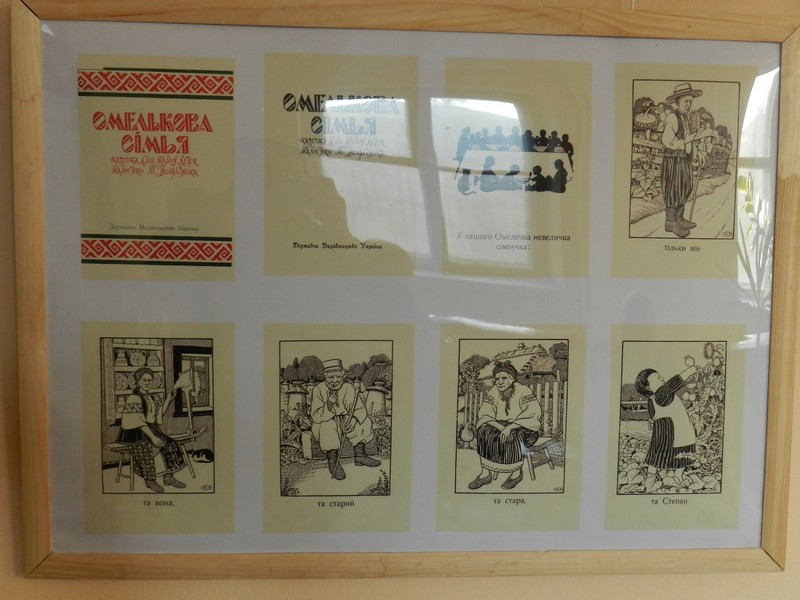 ОМЕЛЬКОВА
СІМЬЯ
Державне Видавництво України
ОМЕЛЬКОВА
СІМЬЯ
Державне Видавництво України
У нашого Омелечка невеличка
сімеєчка:
тільки він
та вона,
та старий
та стара,
та Степан